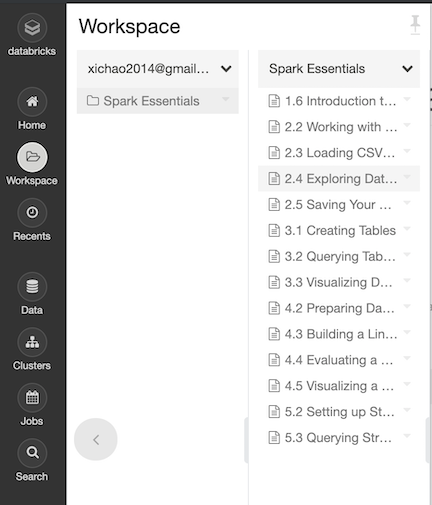 databricks
Home
Workspace
Recents
Data
Clusters
Jobs
Search
Workspace
xichao2014@gmail...
Spark Essentials
Spark Essentials
1.6 Introduction t...
2.2 Working with ...
2.3 Loading CSV...
2.4 Exploring Dat...
2.5 Saving Your ...
3.1 Creating Tables
3.2 Querying Tab...
3.3 Visualizing D...
4.2 Preparing Da...
4.3 Building a Lin...
4.4 Evaluating a ...
4.5 Visualizing a ...
5.2 Setting up St...
5.3 Querying Str...